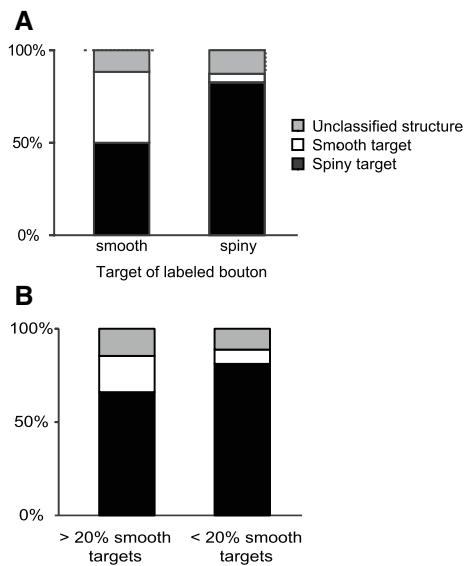 A
100%
50%
0%
smooth
spiny
Target of labeled bouton
Unclassified structure
Smooth target
Spiny target
B
100%
50%
0%
> 20% smooth
targets
< 20% smooth
targets